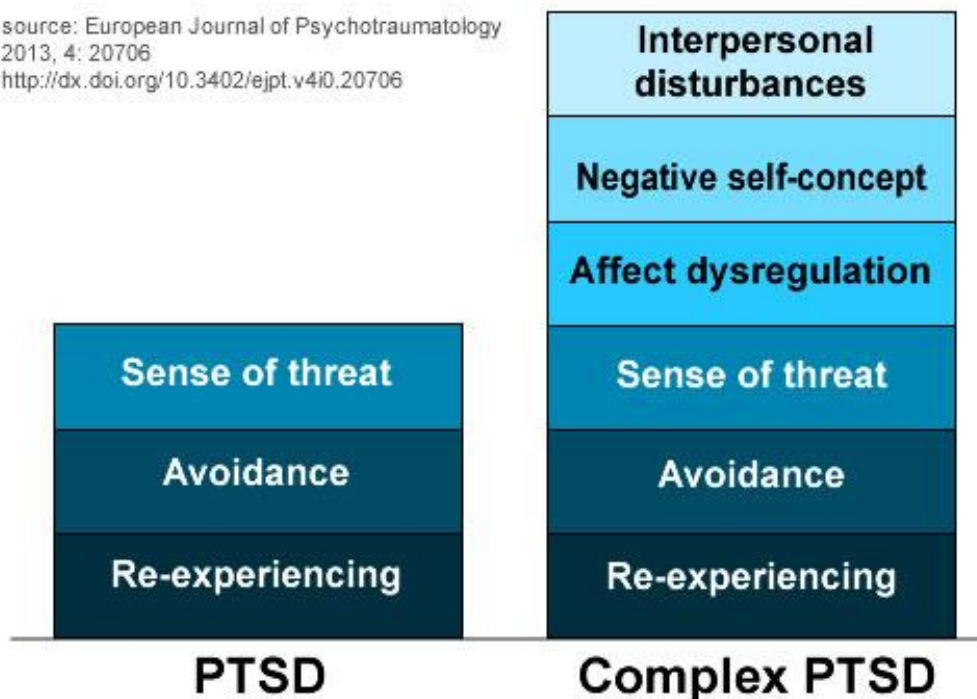 source: European Journal of Psychotraumatology
2013, 4: 20706
http://dx.doi.org/10.3402/ejpt.v4i0.20706
Sense of threat
Avoidance
Re-experiencing
PTSD
Interpersonal
disturbances
Negative self-concept
Affect dysregulation
Sense of threat
Avoidance
Re-experiencing
Complex PTSD